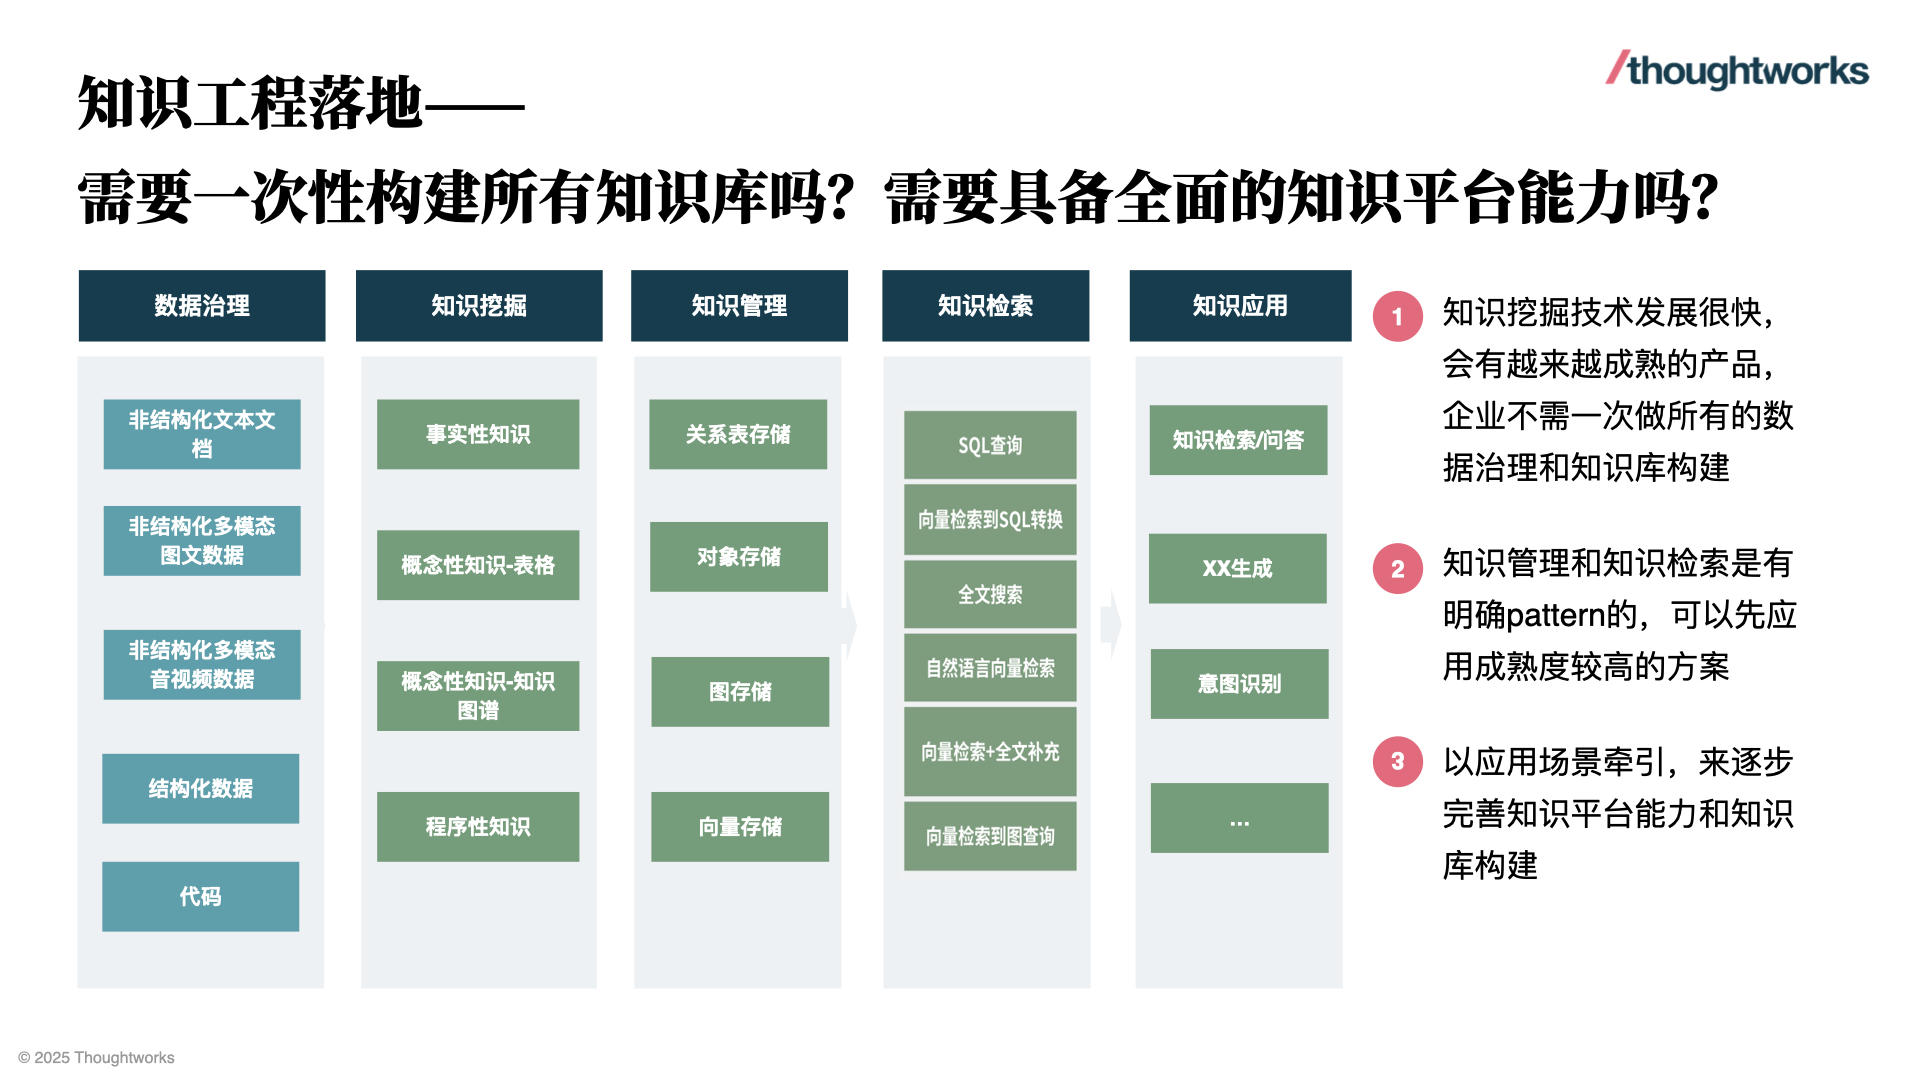 /thoughtworks
知识工程落地——
需要一次性构建所有知识库吗？需要具备全面的知识平台能力吗？
数据治理
非结构化文本文
档
非结构化多模态
图文数据
非结构化多模态
音视频数据
结构化数据
代码
知识挖掘
事实性知识
概念性知识-表格
概念性知识-知识
图谱
程序性知识
知识管理
关系表存储
对象存储
图存储
向量存储
知识检索
SQL查询
向量检索到SQL转换
全文搜索
自然语言向量检索
向量检索+全文补充
向量检索到图查询
知识应用
知识检索/问答
XX生成
意图识别
...
1
知识挖掘技术发展很快，
会有越来越成熟的产品，
企业不需一次做所有的数
据治理和知识库构建
2
知识管理和知识检索是有
明确pattern的，可以先应
用成熟度较高的方案
3
以应用场景牵引，来逐步
完善知识平台能力和知识
库构建
© 2025 Thoughtworks